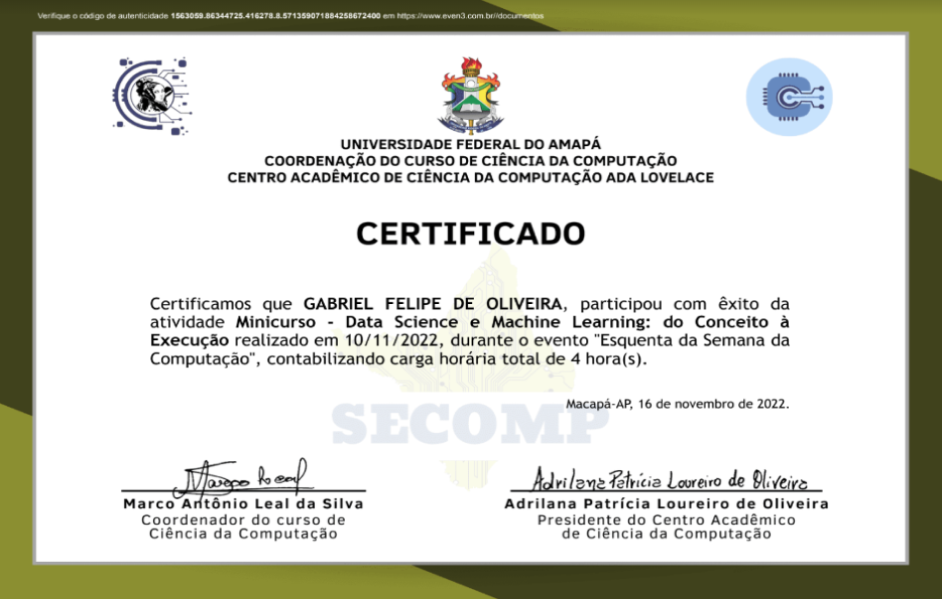 Verifique o código de autenticidade 1563059.86344725.416278.8.571359071884258672400 em https://www.even3.com.br//documentos
UNIVERSIDADE FEDERAL DO AMAPÁ
COORDENAÇÃO DO CURSO DE CIÊNCIA DA COMPUTAÇÃO
CENTRO ACADÊMICO DE CIÊNCIA DA COMPUTAÇÃO ADA LOVELACE
CERTIFICADO
Certificamos que GABRIEL FELIPE DE OLIVEIRA, participou com êxito da
atividade Minicurso - Data Science e Machine Learning: do Conceito à
Execução realizado em 10/11/2022, durante o evento "Esquenta da Semana da
Computação", contabilizando carga horária total de 4 hora(s).
Macapá-AP, 16 de novembro de 2022.
SECOMP
Marco Leal
Adrilana Patrícia Loureiro de Oliveira
Marco Antônio Leal da Silva
Coordenador do curso de
Ciência da Computação
Adrilana Patrícia Loureiro de Oliveira
Presidente do Centro Acadêmico
de Ciência da Computação